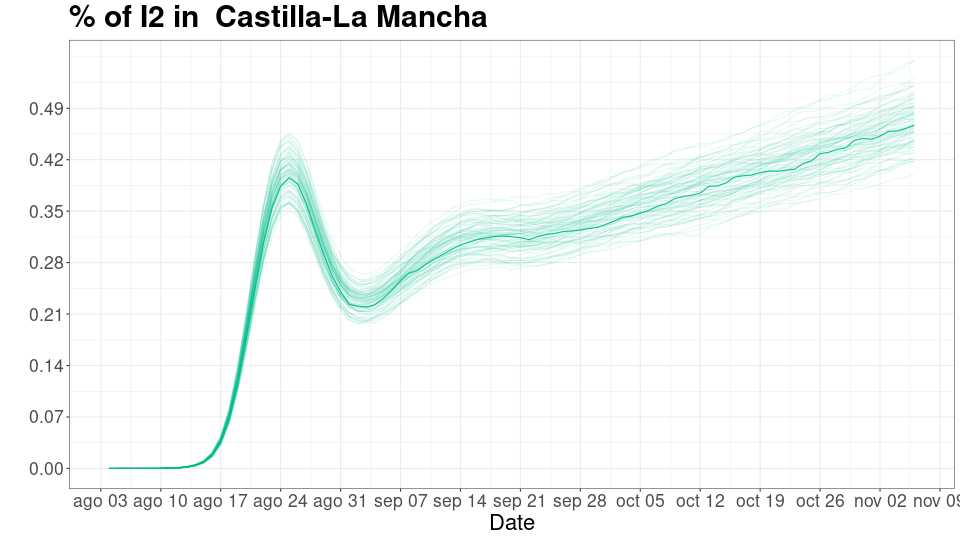 % of I2 in  Castilla-La Mancha
0.49
0.42
0.35
0.28
0.21
0.14
0.07
0.00
ago 03 ago 10 ago 17 ago 24 ago 31 sep 07 sep 14 sep 21 sep 28 oct 05 oct 12 oct 19 oct 26 nov 02 nov 09
Date